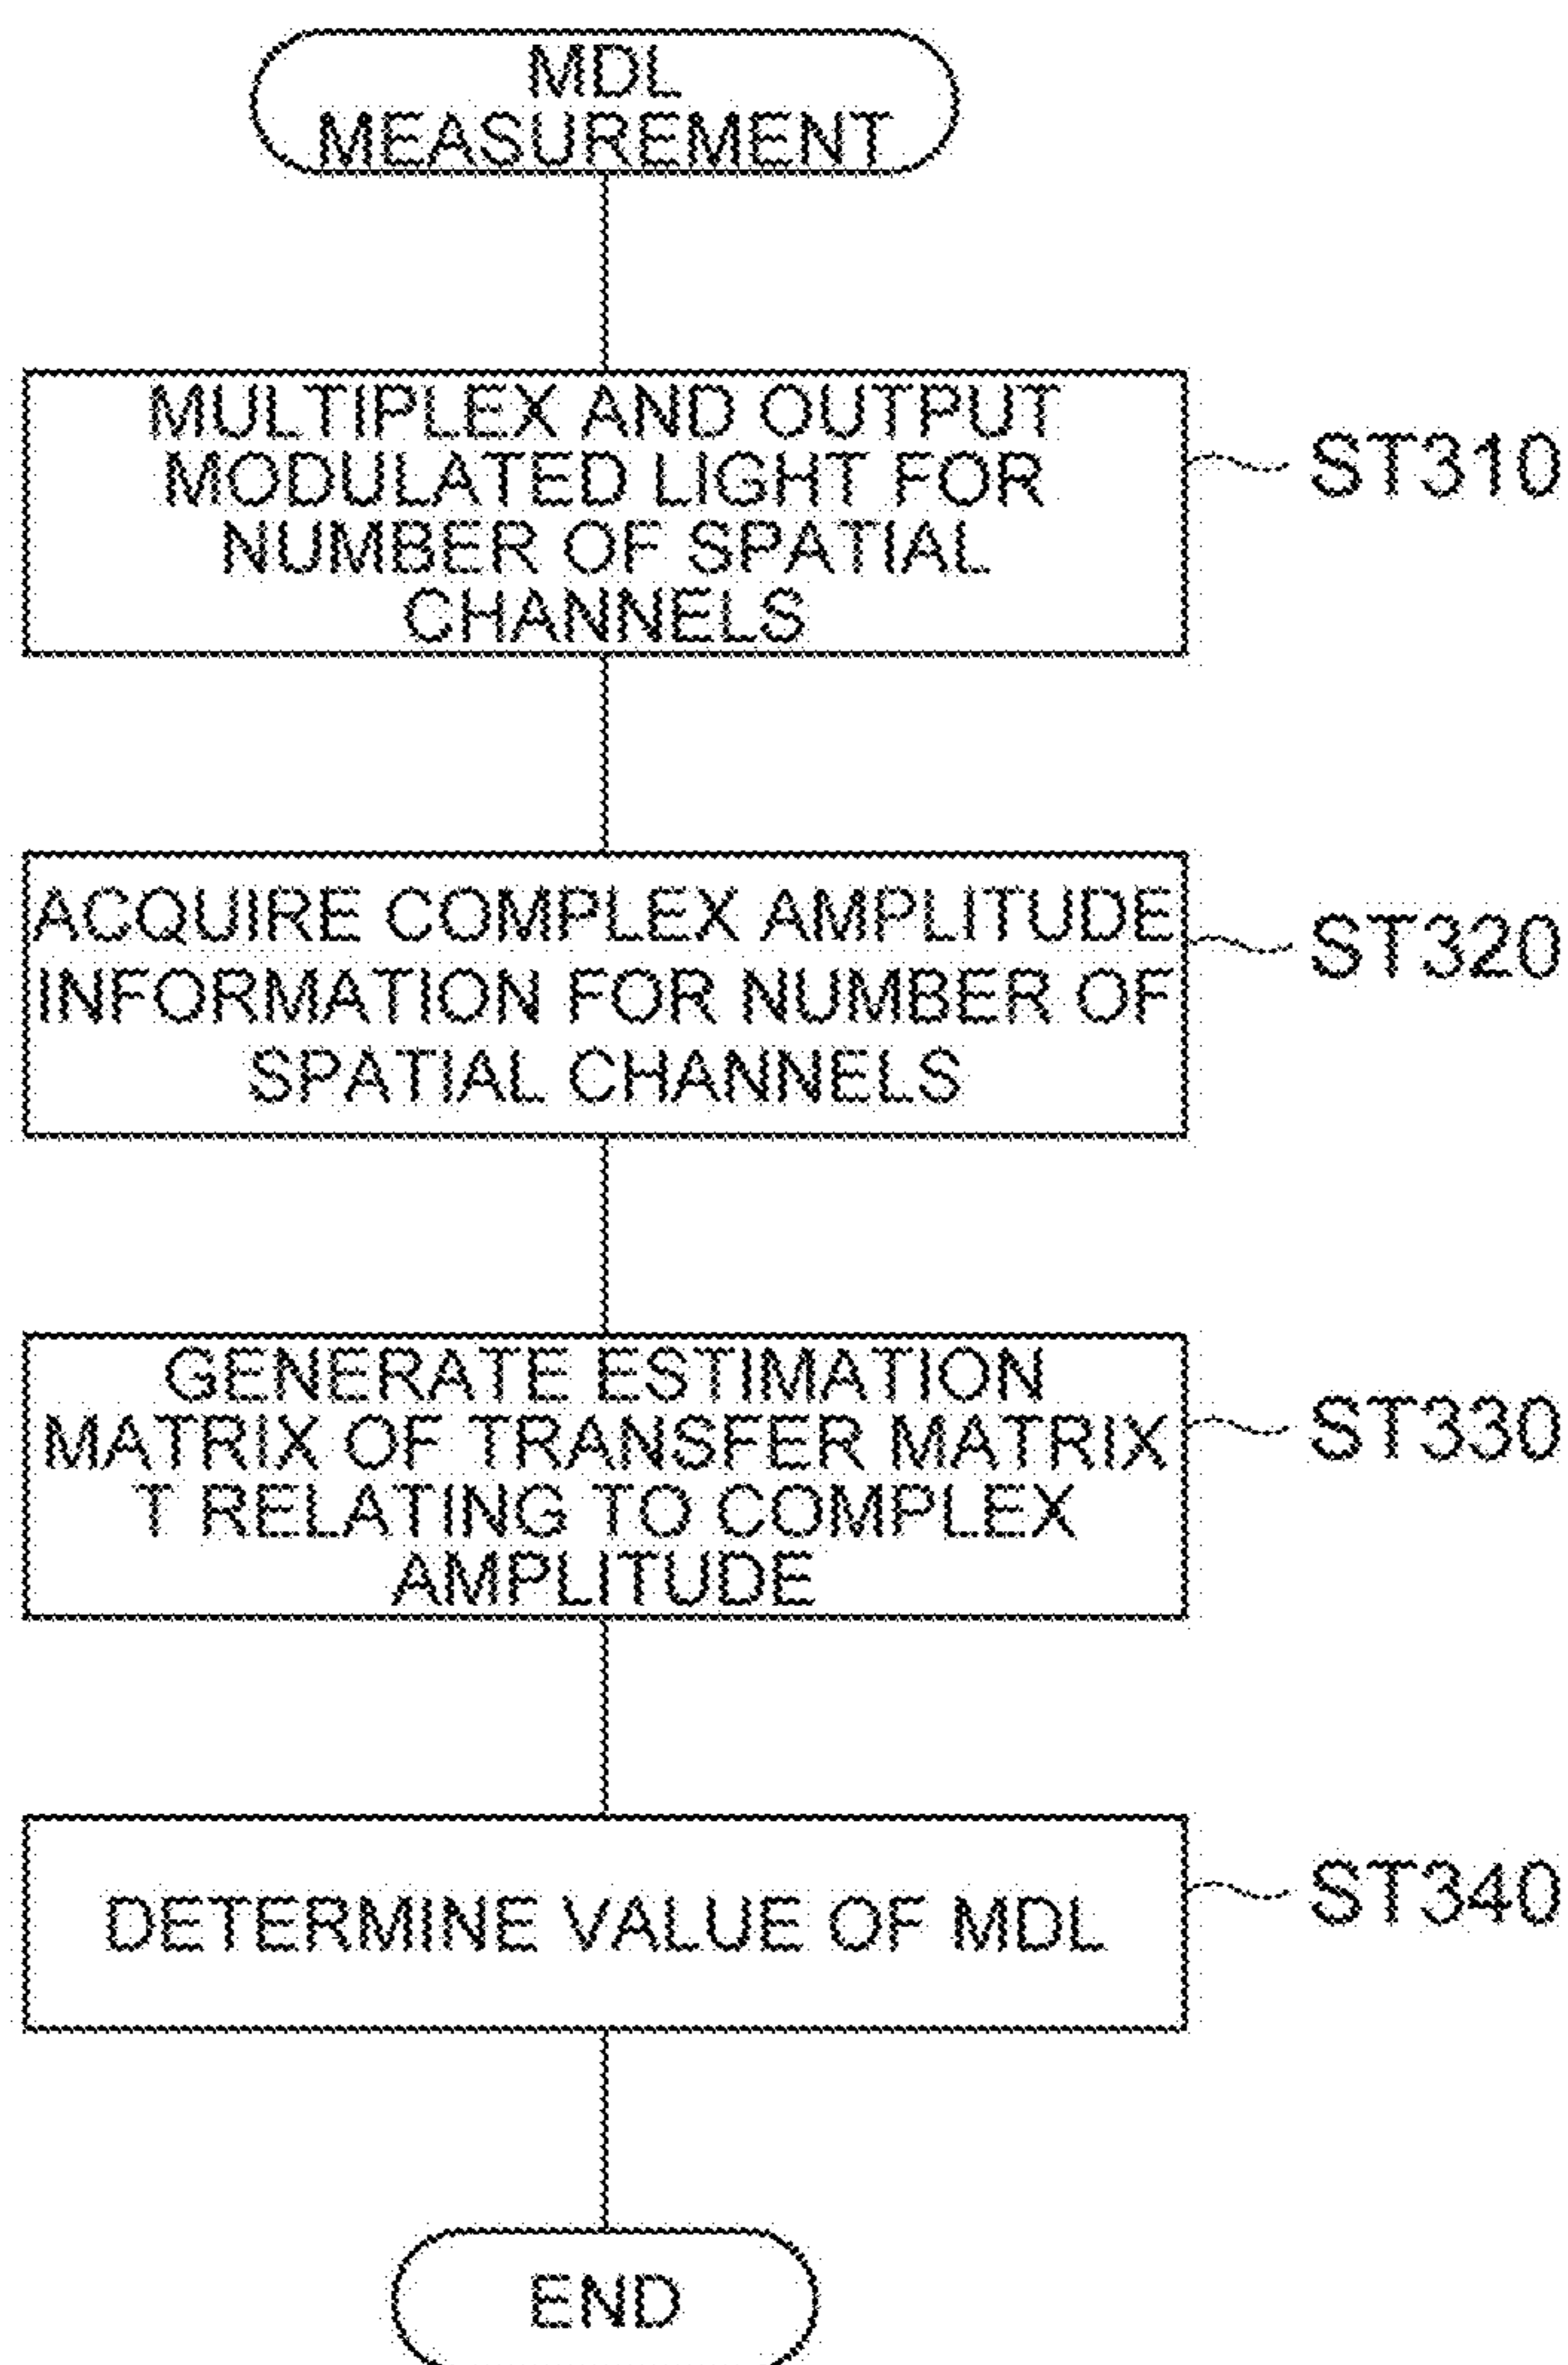 MDL
MEASUREMENT
MULTIPLEX AND OUTPUT
MODULATED LIGHT FOR
NUMBER OF SPATIAL
CHANNELS
ST310
ACQUIRE COMPLEX AMPLITUDE
INFORMATION FOR NUMBER OF
SPATIAL CHANNELS
ST320
GENERATE ESTIMATION
MATRIX OF TRANSFER MATRIX
T RELATING TO COMPLEX
AMPLITUDE
ST330
DETERMINE VALUE OF MDL
ST340
END